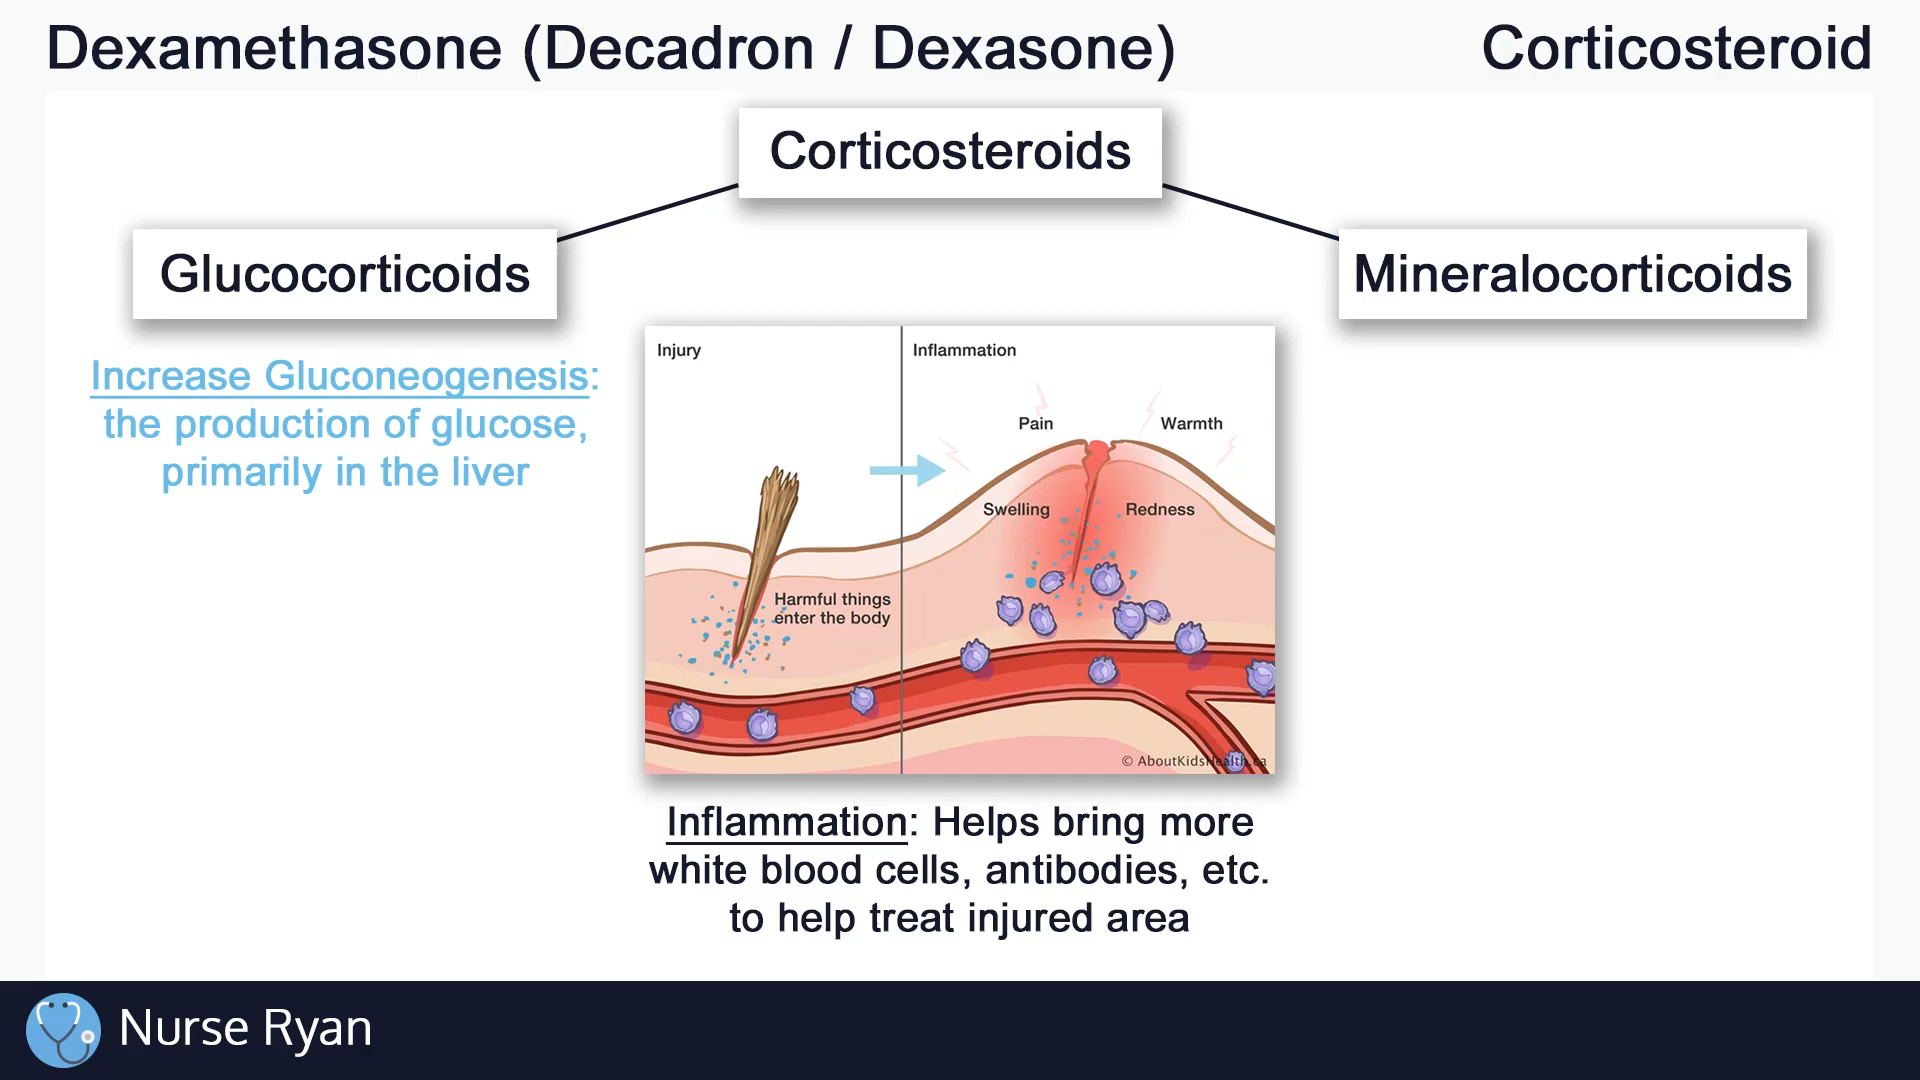 Dexamethasone (Decadron / Dexasone)
Corticosteroid
Corticosteroids
Glucocorticoids
Mineralocorticoids
Increase Gluconeogenesis:
the production of glucose,
primarily in the liver
Injury
Inflammation
Pain
Warmth
Swelling
Redness
Harmful things
enter the body
© AboutKidsHealth.ca
Inflammation: Helps bring more
white blood cells, antibodies, etc.
to help treat injured area
Nurse Ryan